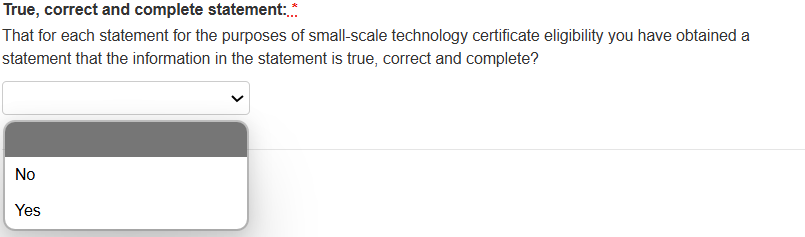 True, correct and complete statement: *
That for each statement for the purposes of small-scale technology certificate eligibility you have obtained a
statement that the information in the statement is true, correct and complete?
No
Yes